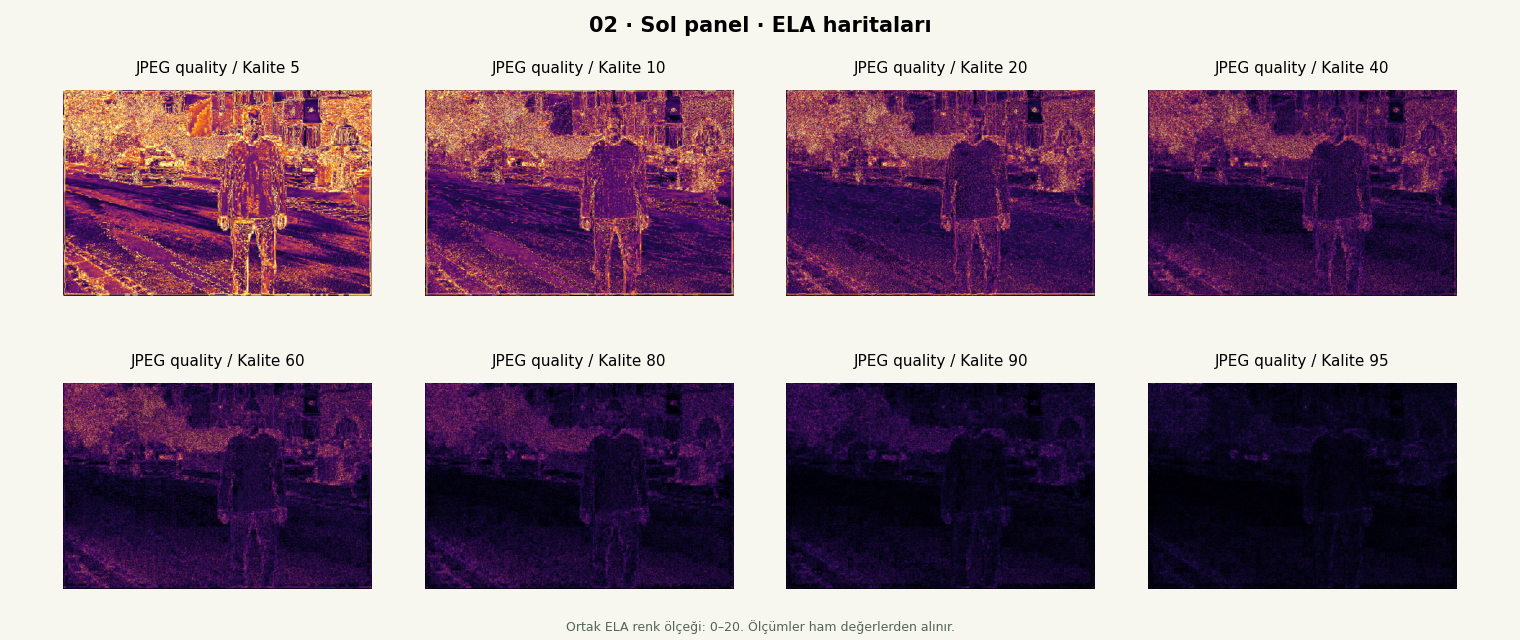 02 · Sol panel · ELA haritaları
JPEG quality / Kalite 5
JPEG quality / Kalite 10
JPEG quality / Kalite 20
JPEG quality / Kalite 40
JPEG quality / Kalite 60
JPEG quality / Kalite 80
JPEG quality / Kalite 90
JPEG quality / Kalite 95
Ortak ELA renk ölçeği: 0–20. Ölçümler ham değerlerden alınır.